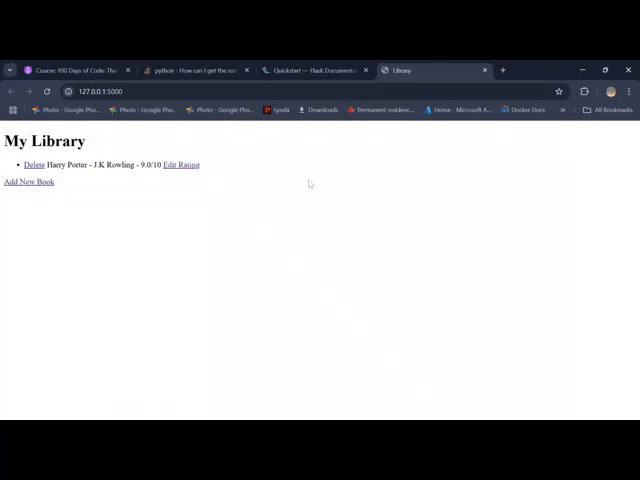 Course: 100 Days of Code: The
python - How can I get the nam
Quickstart — Flask Documenta
Library
127.0.0.1:5000
Photo - Google Pho...
Photo - Google Pho...
Photo - Google Pho...
Lynda
Downloads
Permanent residenc...
Home - Microsoft A...
Docker Docs
All Bookmarks
My Library
Delete Harry Porter - J.K Rowling - 9.0/10 Edit Rating
Add New Book